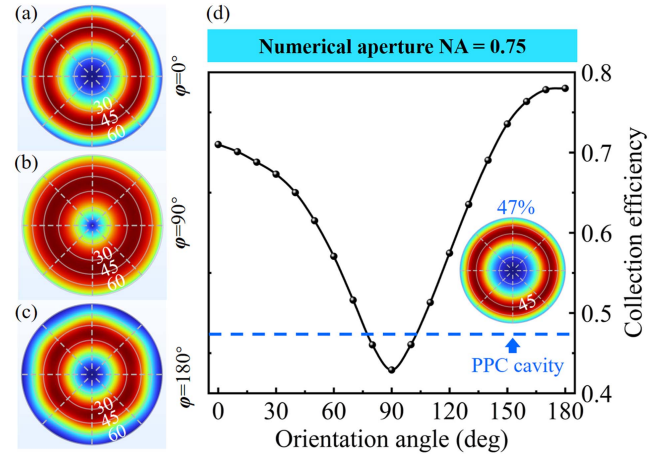 (a)
30
45
60
φ=0°
(b)
30
45
60
φ=90°
(c)
30
45
60
φ=180°
(d)
Numerical aperture NA = 0.75
0.8
0.7
0.6
0.5
0.4
Collection efficiency
47%
45
PPC cavity
0 30 60 90 120 150 180
Orientation angle (deg)